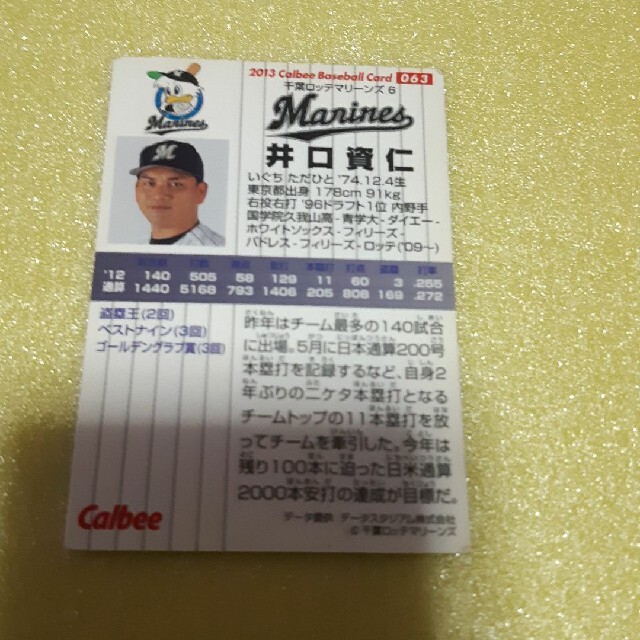 2013 Calbee Baseball Card 063
千葉ロッテマリーンズ 6
Marines
Marines
井口資仁
M
いぐち ただひと '74.12.4生
東京都出身 178cm 91kg
右投右打 '96ドラフト1位 内野手
国学院久我山高-青学大-ダイエー-
ホワイトソックス-フィリーズ-
パドレス-フィリーズ-ロッテ('09~)
'12 140 505 58 129 11 60 3 .255
通算 1440 5168 793 1408 205 808 169 .272
盗塁王(2回)
ベストナイン(3回)
ゴールデングラブ賞(3回)
昨年はチーム最多の140試合
に出場。5月に日本通算200号
本塁打を記録するなど、自身2
年ぶりの二ケタ本塁打となる
チームトップの11本塁打を放
ってチームを牽引した。今年は
残り100本に迫った日米通算
2000本安打の達成が目標だ。
Calbee
データ提供 データスタジアム株式会社
© 千葉ロッテマリーンズ